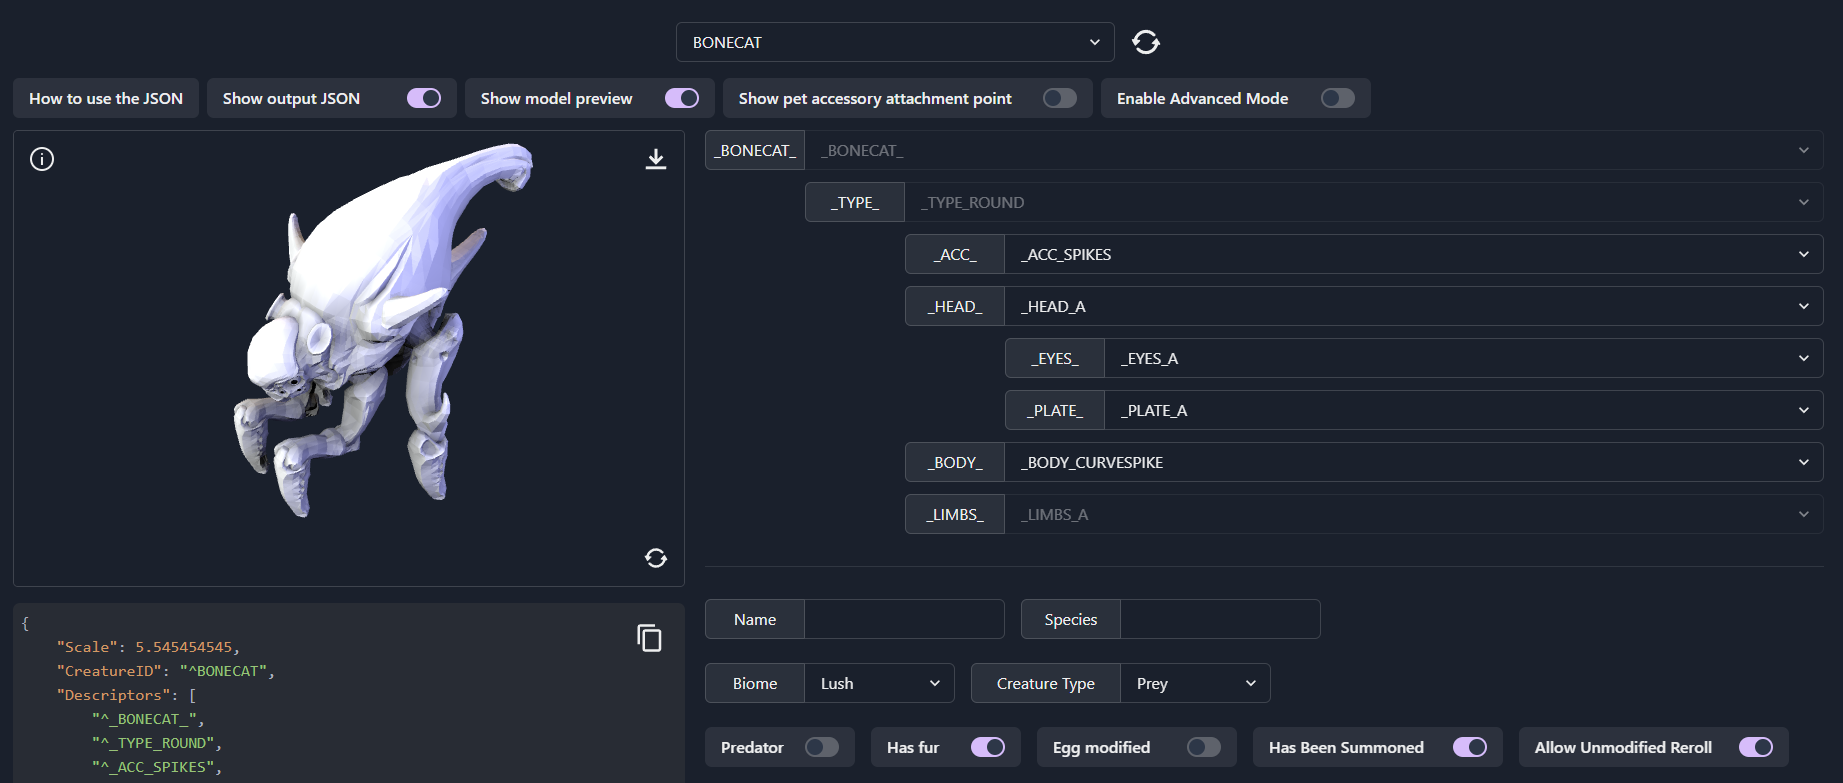 BONECAT
How to use the JSON
Show output JSON
Show model preview
Show pet accessory attachment point
Enable Advanced Mode
_BONECAT_ _BONECAT_
_TYPE_ _TYPE_ROUND
_ACC_ _ACC_SPIKES
_HEAD_ _HEAD_A
_EYES_ _EYES_A
_PLATE_ _PLATE_A
_BODY_ _BODY_CURVESPIKE
_LIMBS_ _LIMBS_A
{
"Scale": 5.545454545,
"CreatureID": "^BONECAT",
"Descriptors": [
"^_BONECAT_",
"^_TYPE_ROUND",
"^_ACC_SPIKES",
Name
Species
Biome Lush
Creature Type Prey
Predator
Has fur
Egg modified
Has Been Summoned
Allow Unmodified Reroll